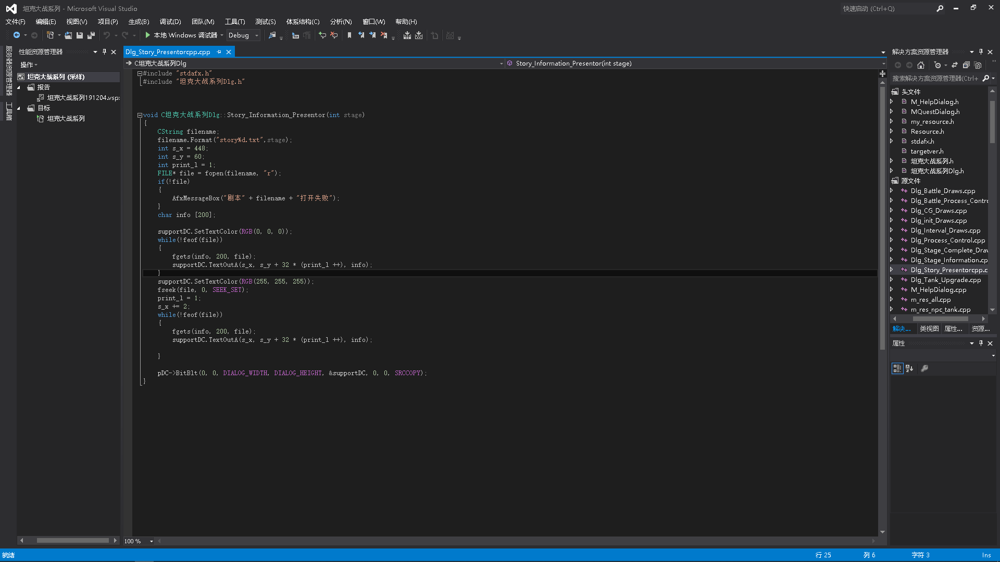 坦克大战系列 - Microsoft Visual Studio
快速启动 (Ctrl+Q)
文件(F) 编辑(E) 视图(V) 项目(P) 生成(B) 调试(D) 团队(M) 工具(T) 测试(S) 体系结构(C) 分析(N) 窗口(W) 帮助(H)
本地 Windows 调试器 Debug
服务器资源管理器
工具箱
性能资源管理器
操作
坦克大战系列 (采样)
报告
坦克大战系列191204.vsp
目标
坦克大战系列
Dlg_Story_Presentorcpp.cpp
C坦克大战系列Dlg
Story_Information_Presentor(int stage)
#include "stdafx.h"
#include "坦克大战系列Dlg.h"
void C坦克大战系列Dlg::Story_Information_Presentor(int stage)
{
CString filename;
filename.Format("story%d.txt",stage);
int s_x = 448;
int s_y = 60;
int print_l = 1;
FILE* file = fopen(filename, "r");
if(!file)
{
AfxMessageBox("剧本" + filename + "打开失败");
}
char info [200];
supportDC.SetTextColor(RGB(0, 0, 0));
while(!feof(file))
{
fgets(info, 200, file);
supportDC.TextOutA(s_x, s_y + 32 * (print_l ++), info);
}
supportDC.SetTextColor(RGB(255, 255, 255));
fseek(file, 0, SEEK_SET);
print_l = 1;
s_x += 2;
while(!feof(file))
{
fgets(info, 200, file);
supportDC.TextOutA(s_x, s_y + 32 * (print_l ++), info);
}
pDC->BitBlt(0, 0, DIALOG_WIDTH, DIALOG_HEIGHT, &supportDC, 0, 0, SRCCOPY);
}
100 %
解决方案资源管理器
搜索解决方案资源管理器(Ctrl+
头文件
M_HelpDialog.h
MQuestDialog.h
my_resource.h
Resource.h
stdafx.h
targetver.h
坦克大战系列.h
坦克大战系列Dlg.h
源文件
Dlg_Battle_Draws.cpp
Dlg_Battle_Process_Contro
Dlg_CG_Draws.cpp
Dlg_init_Draws.cpp
Dlg_Interval_Draws.cpp
Dlg_Process_Control.cpp
Dlg_Stage_Complete_Draw
Dlg_Stage_Information.cp
Dlg_Story_Presentorcpp.c
Dlg_Tank_Upgrade.cpp
M_HelpDialog.cpp
m_res_all.cpp
m_res_npc_tank.cpp
解决... 类视图 属性... 资源...
属性
就绪
行 25 列 6 字符 3 Ins